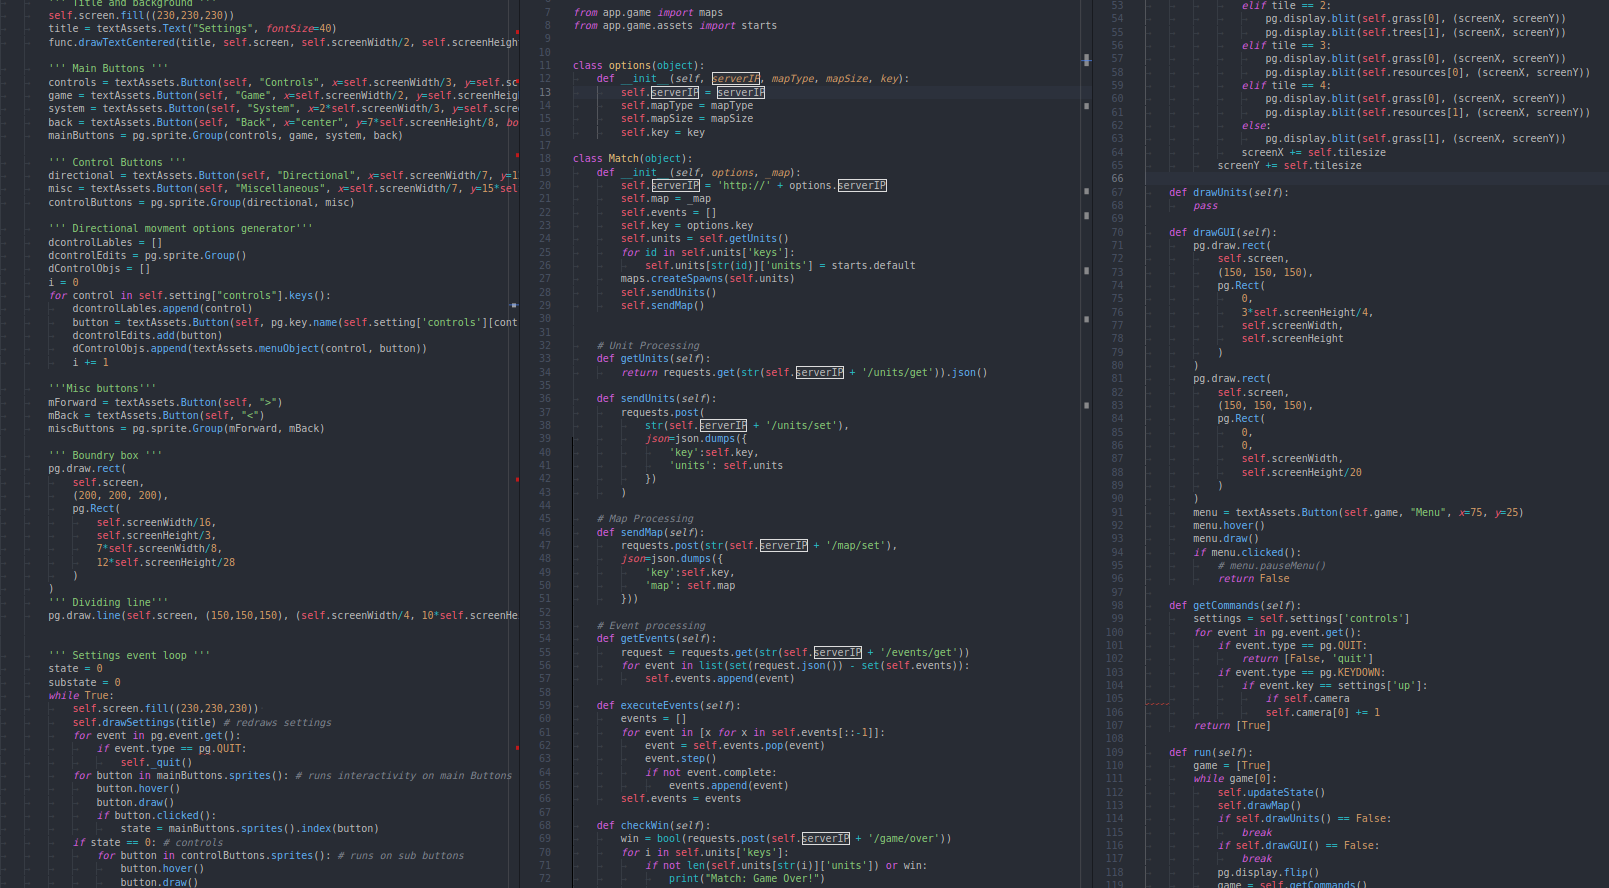 ''' Title and background '''
self.screen.fill((230,230,230))
title = textAssets.Text("Settings", fontSize=40)
func.drawTextCentered(title, self.screen, self.screenWidth/2, self.screenHeight
''' Main Buttons '''
controls = textAssets.Button(self, "Controls", x=self.screenWidth/3, y=self.sc
game = textAssets.Button(self, "Game", x=self.screenWidth/2, y=self.screenHeig
system = textAssets.Button(self, "System", x=2*self.screenWidth/3, y=self.scre
back = textAssets.Button(self, "Back", x="center", y=7*self.screenHeight/8, bo
mainButtons = pg.sprite.Group(controls, game, system, back)
''' Control Buttons '''
directional = textAssets.Button(self, "Directional", x=self.screenWidth/7, y=1
misc = textAssets.Button(self, "Miscellaneous", x=self.screenWidth/7, y=15*sel
controlButtons = pg.sprite.Group(directional, misc)
''' Directional movment options generator'''
dcontrolLables = []
dcontrolEdits = pg.sprite.Group()
dControlObjs = []
i = 0
for control in self.setting["controls"].keys():
dcontrolLables.append(control)
button = textAssets.Button(self, pg.key.name(self.setting['controls'][cont
dcontrolEdits.add(button)
dControlObjs.append(textAssets.menuObject(control, button))
i += 1
'''Misc buttons'''
mForward = textAssets.Button(self, ">")
mBack = textAssets.Button(self, "<")
miscButtons = pg.sprite.Group(mForward, mBack)
''' Boundry box '''
pg.draw.rect(
self.screen,
(200, 200, 200),
pg.Rect(
self.screenWidth/16,
self.screenHeight/3,
7*self.screenWidth/8,
12*self.screenHeight/28
)
)
''' Dividing line'''
pg.draw.line(self.screen, (150,150,150), (self.screenWidth/4, 10*self.screenHe
''' Settings event loop '''
state = 0
substate = 0
while True:
self.screen.fill((230,230,230))
self.drawSettings(title) # redraws settings
for event in pg.event.get():
if event.type == pg.QUIT:
self._quit()
for button in mainButtons.sprites(): # runs interactivity on main Buttons
button.hover()
button.draw()
if button.clicked():
state = mainButtons.sprites().index(button)
if state == 0: # controls
for button in controlButtons.sprites(): # runs on sub buttons
button.hover()
button.draw()
7 from app.game import maps
8 from app.game.assets import starts
9
10
11 class options(object):
12 def __init__(self, serverIP, mapType, mapSize, key):
13 self.serverIP = serverIP
14 self.mapType = mapType
15 self.mapSize = mapSize
16 self.key = key
17
18 class Match(object):
19 def __init__(self, options, _map):
20 self.serverIP = 'http://' + options.serverIP
21 self.map = _map
22 self.events = []
23 self.key = options.key
24 self.units = self.getUnits()
25 for id in self.units['keys']:
26 self.units[str(id)]['units'] = starts.default
27 maps.createSpawns(self.units)
28 self.sendUnits()
29 self.sendMap()
30
31
32 # Unit Processing
33 def getUnits(self):
34 return requests.get(str(self.serverIP + '/units/get')).json()
35
36 def sendUnits(self):
37 requests.post(
38 str(self.serverIP + '/units/set'),
39 json=json.dumps({
40 'key':self.key,
41 'units': self.units
42 })
43 )
44
45 # Map Processing
46 def sendMap(self):
47 requests.post(str(self.serverIP + '/map/set'),
48 json=json.dumps({
49 'key':self.key,
50 'map': self.map
51 }))
52
53 # Event processing
54 def getEvents(self):
55 request = requests.get(str(self.serverIP + '/events/get'))
56 for event in list(set(request.json()) - set(self.events)):
57 self.events.append(event)
58
59 def executeEvents(self):
60 events = []
61 for event in [x for x in self.events[::-1]]:
62 event = self.events.pop(event)
63 event.step()
64 if not event.complete:
65 events.append(event)
66 self.events = events
67
68 def checkWin(self):
69 win = bool(requests.post(self.serverIP + '/game/over'))
70 for i in self.units['keys']:
71 if not len(self.units[str(i)]['units']) or win:
72 print("Match: Game Over!")
53 elif tile == 2:
54 pg.display.blit(self.grass[0], (screenX, screenY))
55 pg.display.blit(self.trees[1], (screenX, screenY))
56 elif tile == 3:
57 pg.display.blit(self.grass[0], (screenX, screenY))
58 pg.display.blit(self.resources[0], (screenX, screenY))
59 elif tile == 4:
60 pg.display.blit(self.grass[0], (screenX, screenY))
61 pg.display.blit(self.resources[1], (screenX, screenY))
62 else:
63 pg.display.blit(self.grass[1], (screenX, screenY))
64 screenX += self.tilesize
65 screenY += self.tilesize
66
67 def drawUnits(self):
68 pass
69
70 def drawGUI(self):
71 pg.draw.rect(
72 self.screen,
73 (150, 150, 150),
74 pg.Rect(
75 0,
76 3*self.screenHeight/4,
77 self.screenWidth,
78 self.screenHeight
79 )
80 )
81 pg.draw.rect(
82 self.screen,
83 (150, 150, 150),
84 pg.Rect(
85 0,
86 0,
87 self.screenWidth,
88 self.screenHeight/20
89 )
90 )
91 menu = textAssets.Button(self.game, "Menu", x=75, y=25)
92 menu.hover()
93 menu.draw()
94 if menu.clicked():
95 # menu.pauseMenu()
96 return False
97
98 def getCommands(self):
99 settings = self.settings['controls']
100 for event in pg.event.get():
101 if event.type == pg.QUIT:
102 return [False, 'quit']
103 if event.type == pg.KEYDOWN:
104 if event.key == settings['up']:
105 if self.camera
106 self.camera[0] += 1
107 return [True]
108
109 def run(self):
110 game = [True]
111 while game[0]:
112 self.updateState()
113 self.drawMap()
114 if self.drawUnits() == False:
115 break
116 if self.drawGUI() == False:
117 break
118 pg.display.flip()
119 game = self.getCommands()